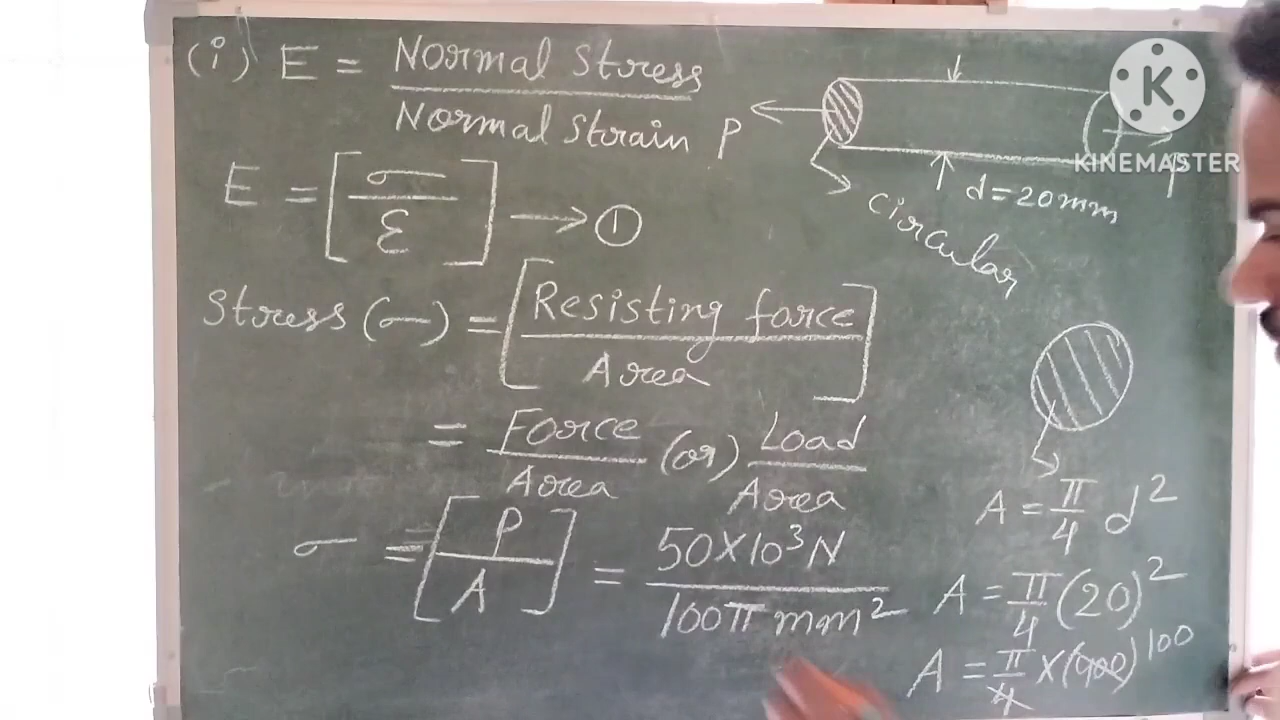 (i) E = Normal Stress / Normal Strain
E = [σ / ε] → ①
Stress (σ) = [Resisting force / Area]
= Force / Area (or) Load / Area
σ = [P / A] = 50×10³ N / 100π mm²
P
P
d = 20mm
circular
A = π/4 d²
A = π/4 (20)²
A = π/4 × (400) 100
K
KINEMASTER